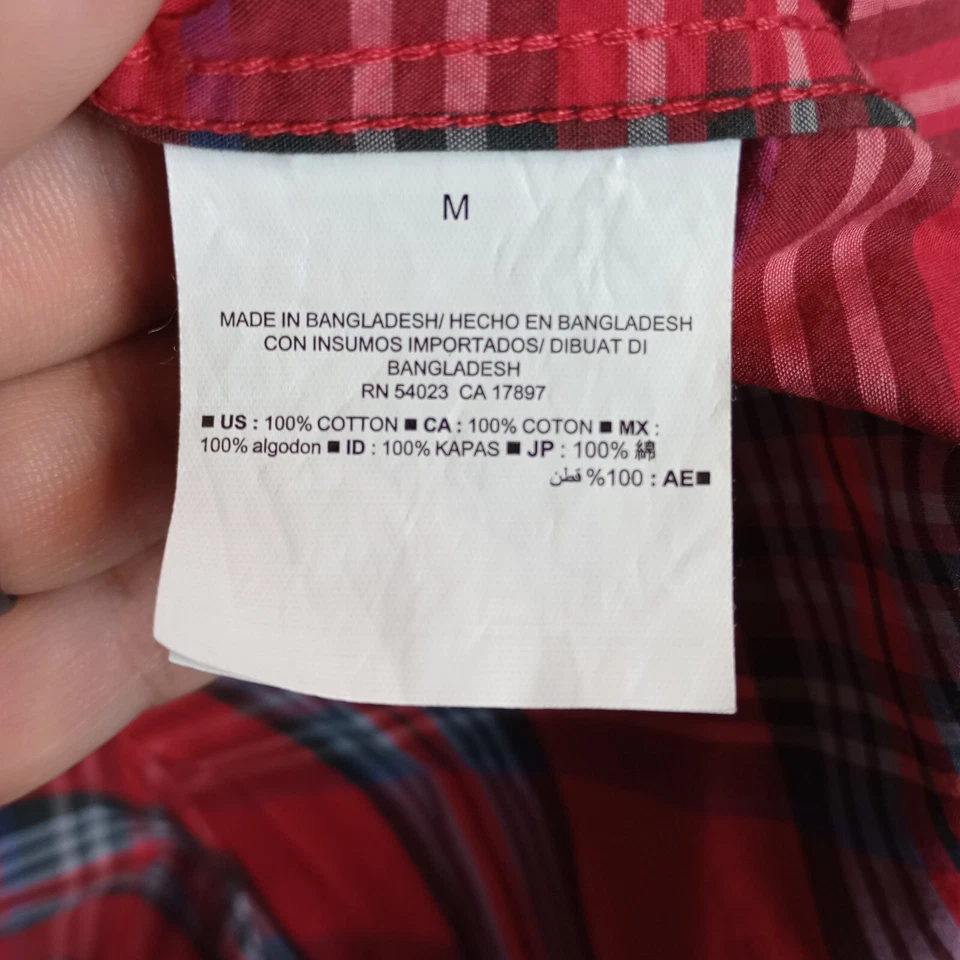 M
MADE IN BANGLADESH/ HECHO EN BANGLADESH
CON INSUMOS IMPORTADOS/ DIBUAT DI
BANGLADESH
RN 54023 CA 17897
■ US : 100% COTTON ■ CA : 100% COTON ■ MX :
100% algodon ■ ID : 100% KAPAS ■ JP : 100% 綿
■AE : 100% قطن